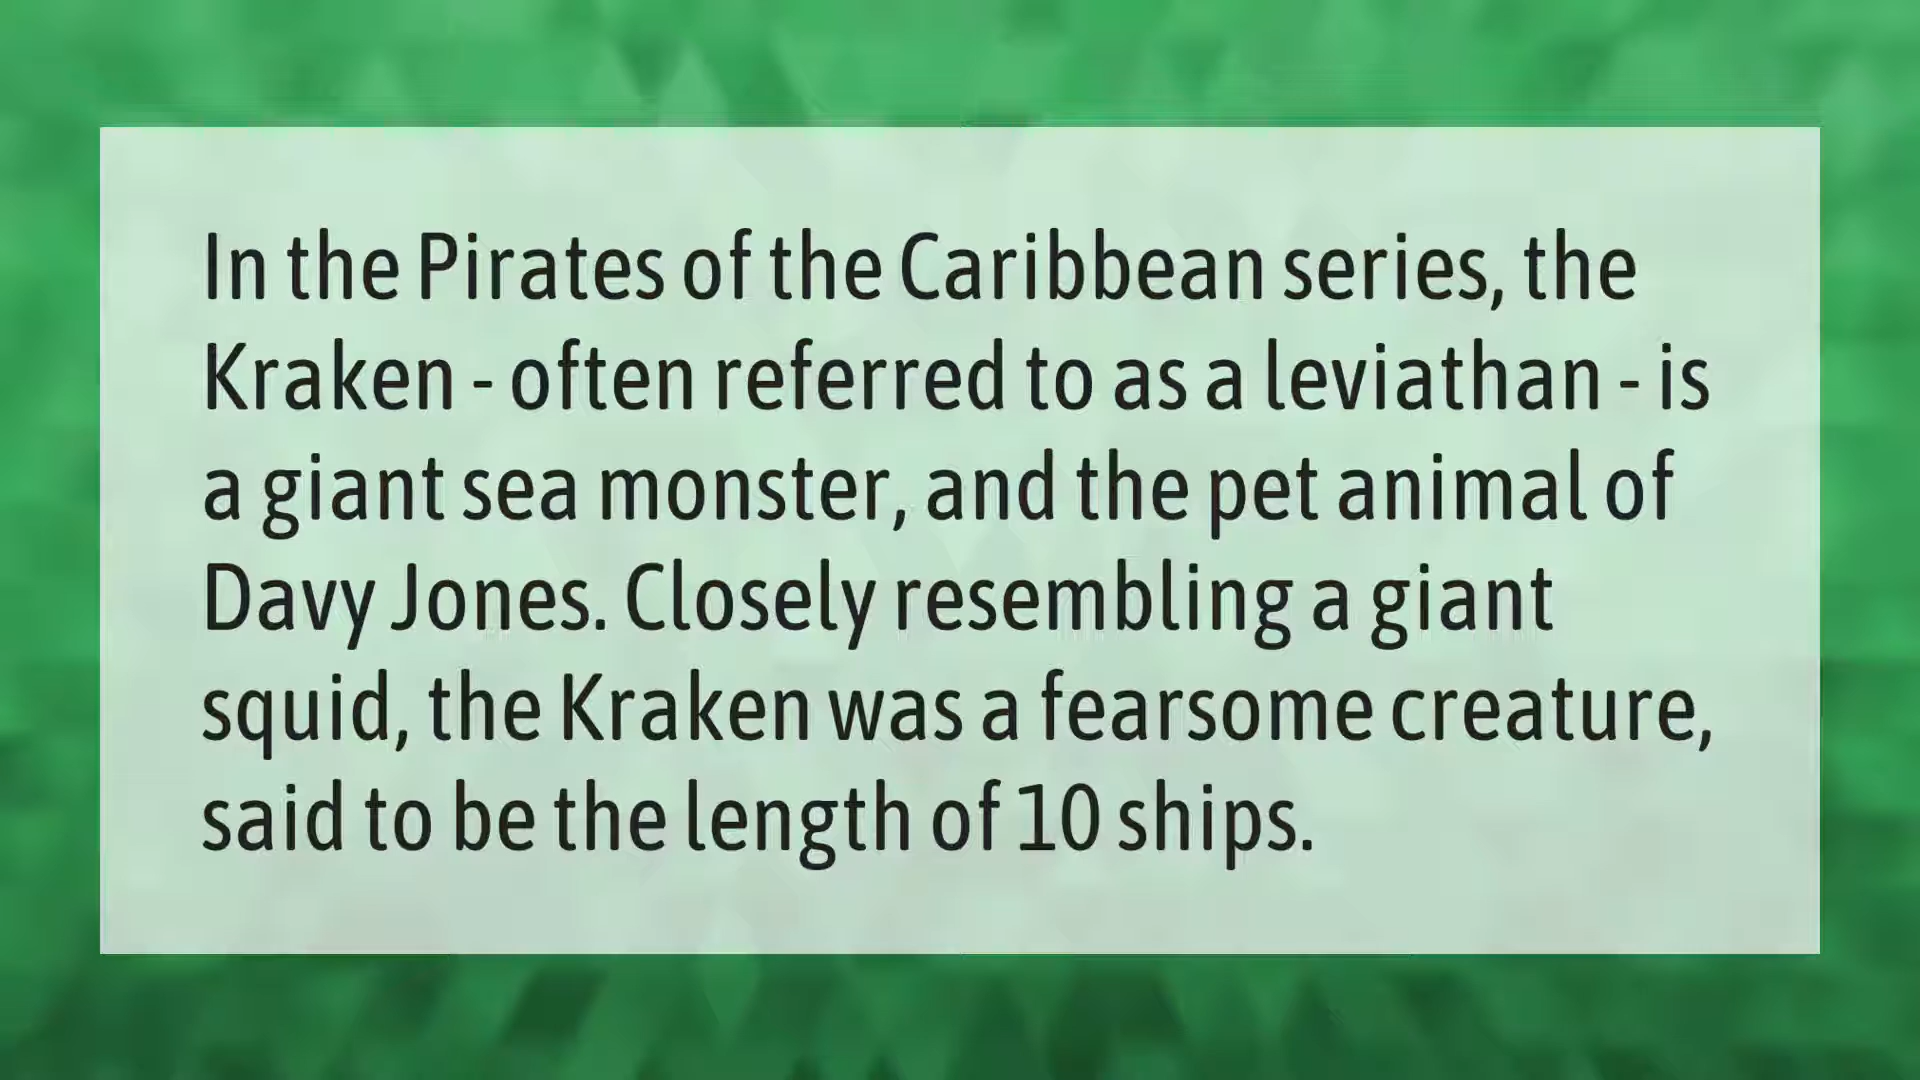 In the Pirates of the Caribbean series, the
Kraken - often referred to as a leviathan - is
a giant sea monster, and the pet animal of
Davy Jones. Closely resembling a giant
squid, the Kraken was a fearsome creature,
said to be the length of 10 ships.